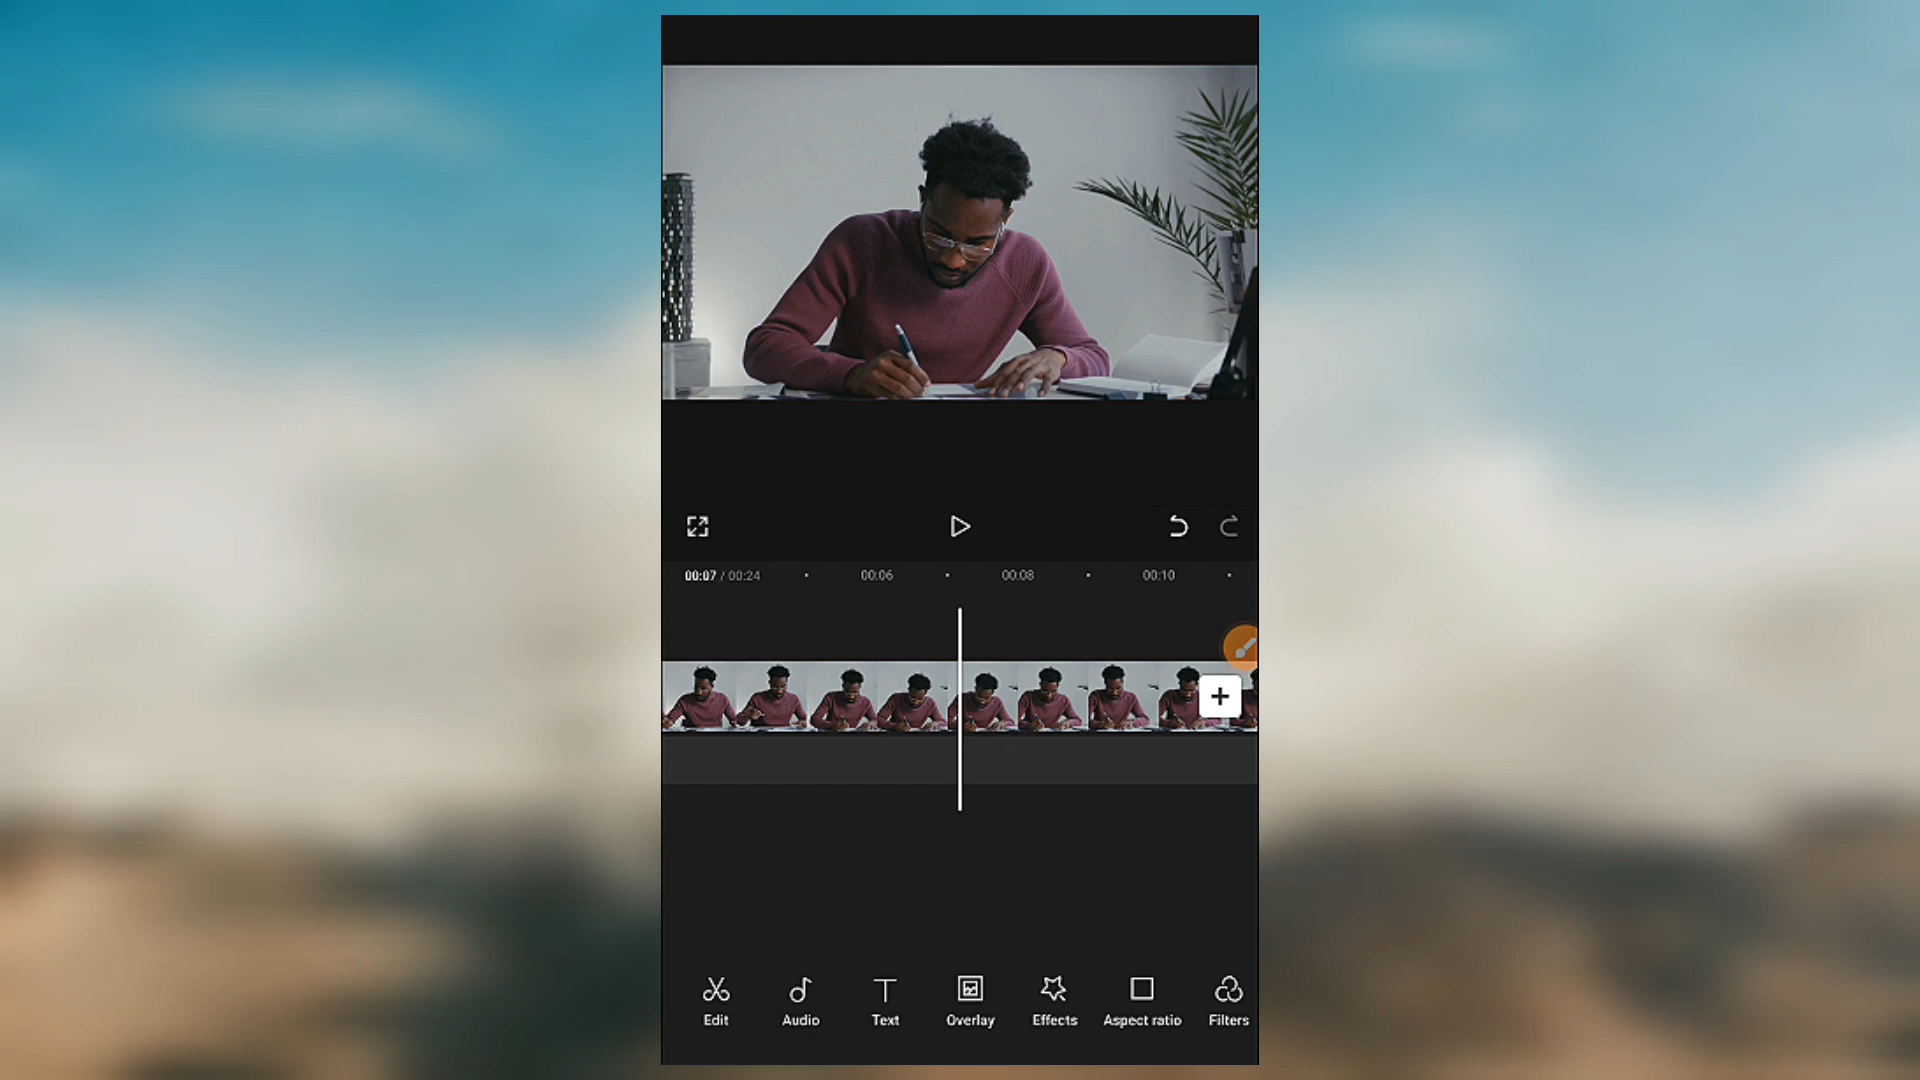 00:07 / 00:24 00:06 00:08 00:10
Edit Audio Text Overlay Effects Aspect ratio Filters